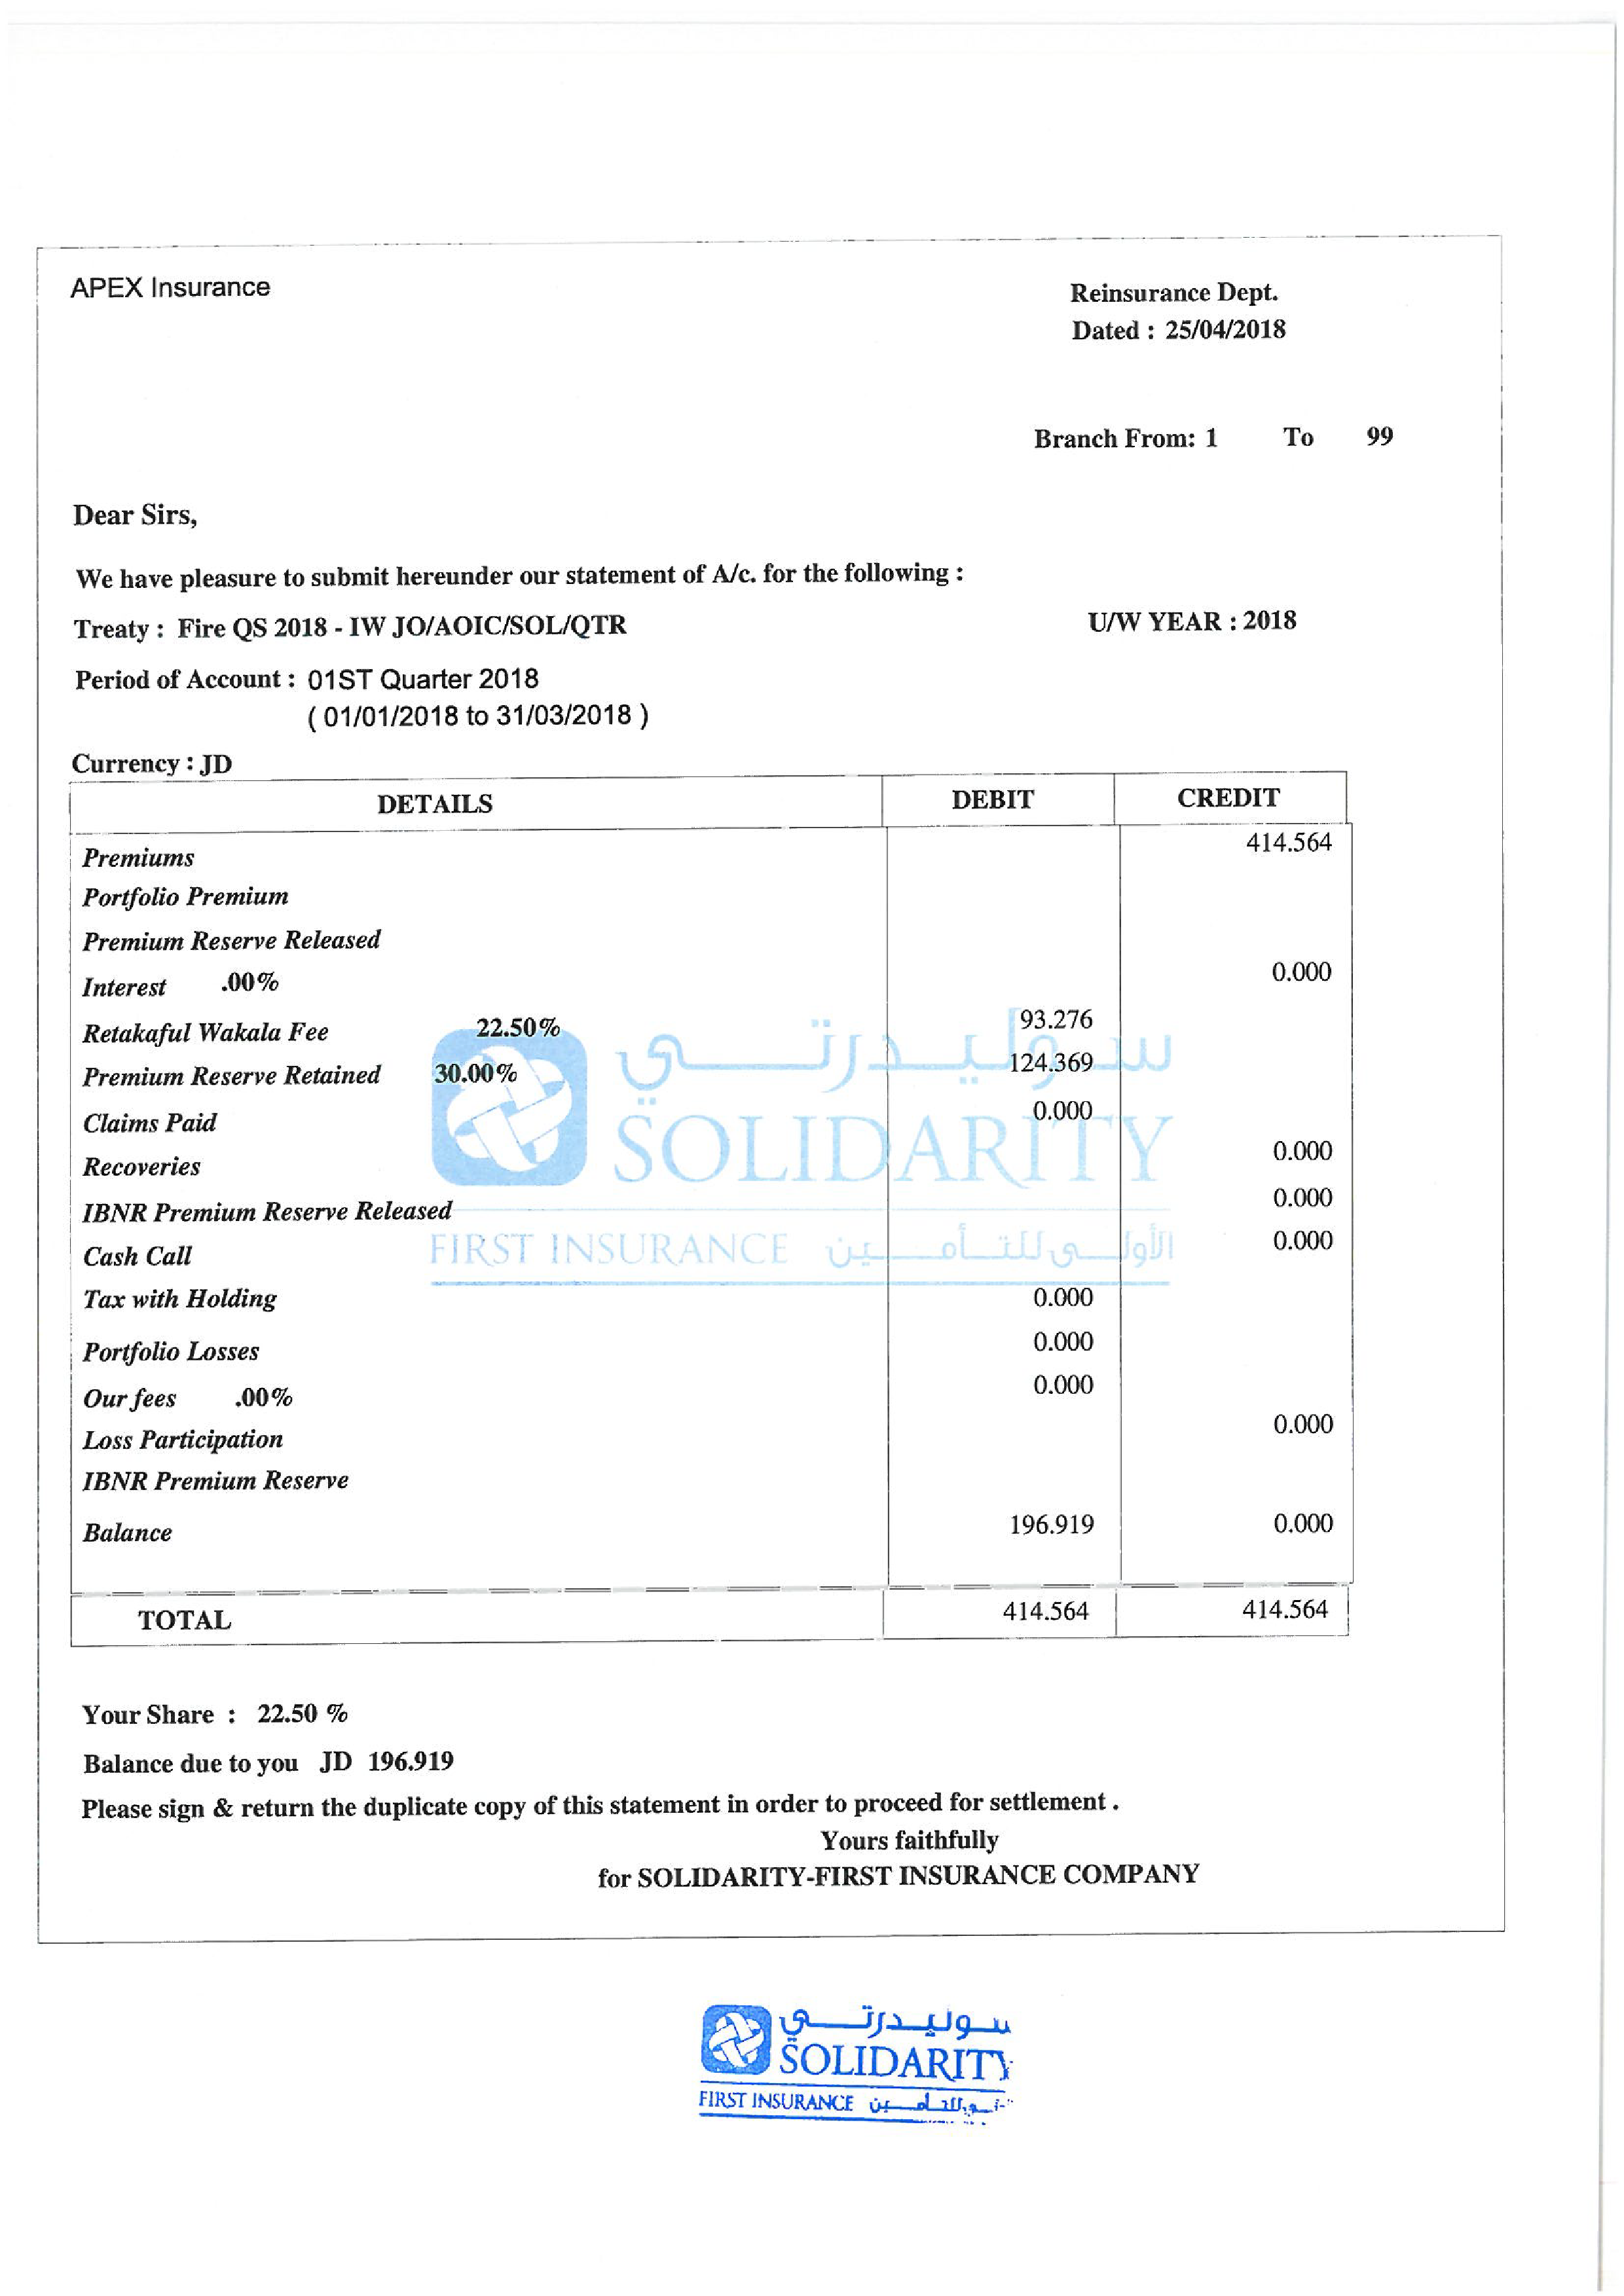 APEX Insurance
Reinsurance Dept.
Dated : 25/04/2018
Branch From: 1 To 99
Dear Sirs,
We have pleasure to submit hereunder our statement of A/c. for the following :
Treaty : Fire QS 2018 - IW JO/AOIC/SOL/QTR U/W YEAR : 2018
Period of Account : 01ST Quarter 2018
( 01/01/2018 to 31/03/2018 )
Currency : JD
DETAILS DEBIT CREDIT
Premiums 414.564
Portfolio Premium
Premium Reserve Released
Interest .00% 0.000
Retakaful Wakala Fee 22.50% 93.276
Premium Reserve Retained 30.00% 124.369
Claims Paid 0.000
Recoveries 0.000
IBNR Premium Reserve Released 0.000
Cash Call 0.000
Tax with Holding 0.000
Portfolio Losses 0.000
Our fees .00% 0.000
Loss Participation 0.000
IBNR Premium Reserve
Balance 196.919 0.000
TOTAL 414.564 414.564
سوليدرتي
SOLIDARITY
FIRST INSURANCE الأولى للتأمين
Your Share : 22.50 %
Balance due to you JD 196.919
Please sign & return the duplicate copy of this statement in order to proceed for settlement .
Yours faithfully
for SOLIDARITY-FIRST INSURANCE COMPANY
سوليدرتي
SOLIDARITY
FIRST INSURANCE